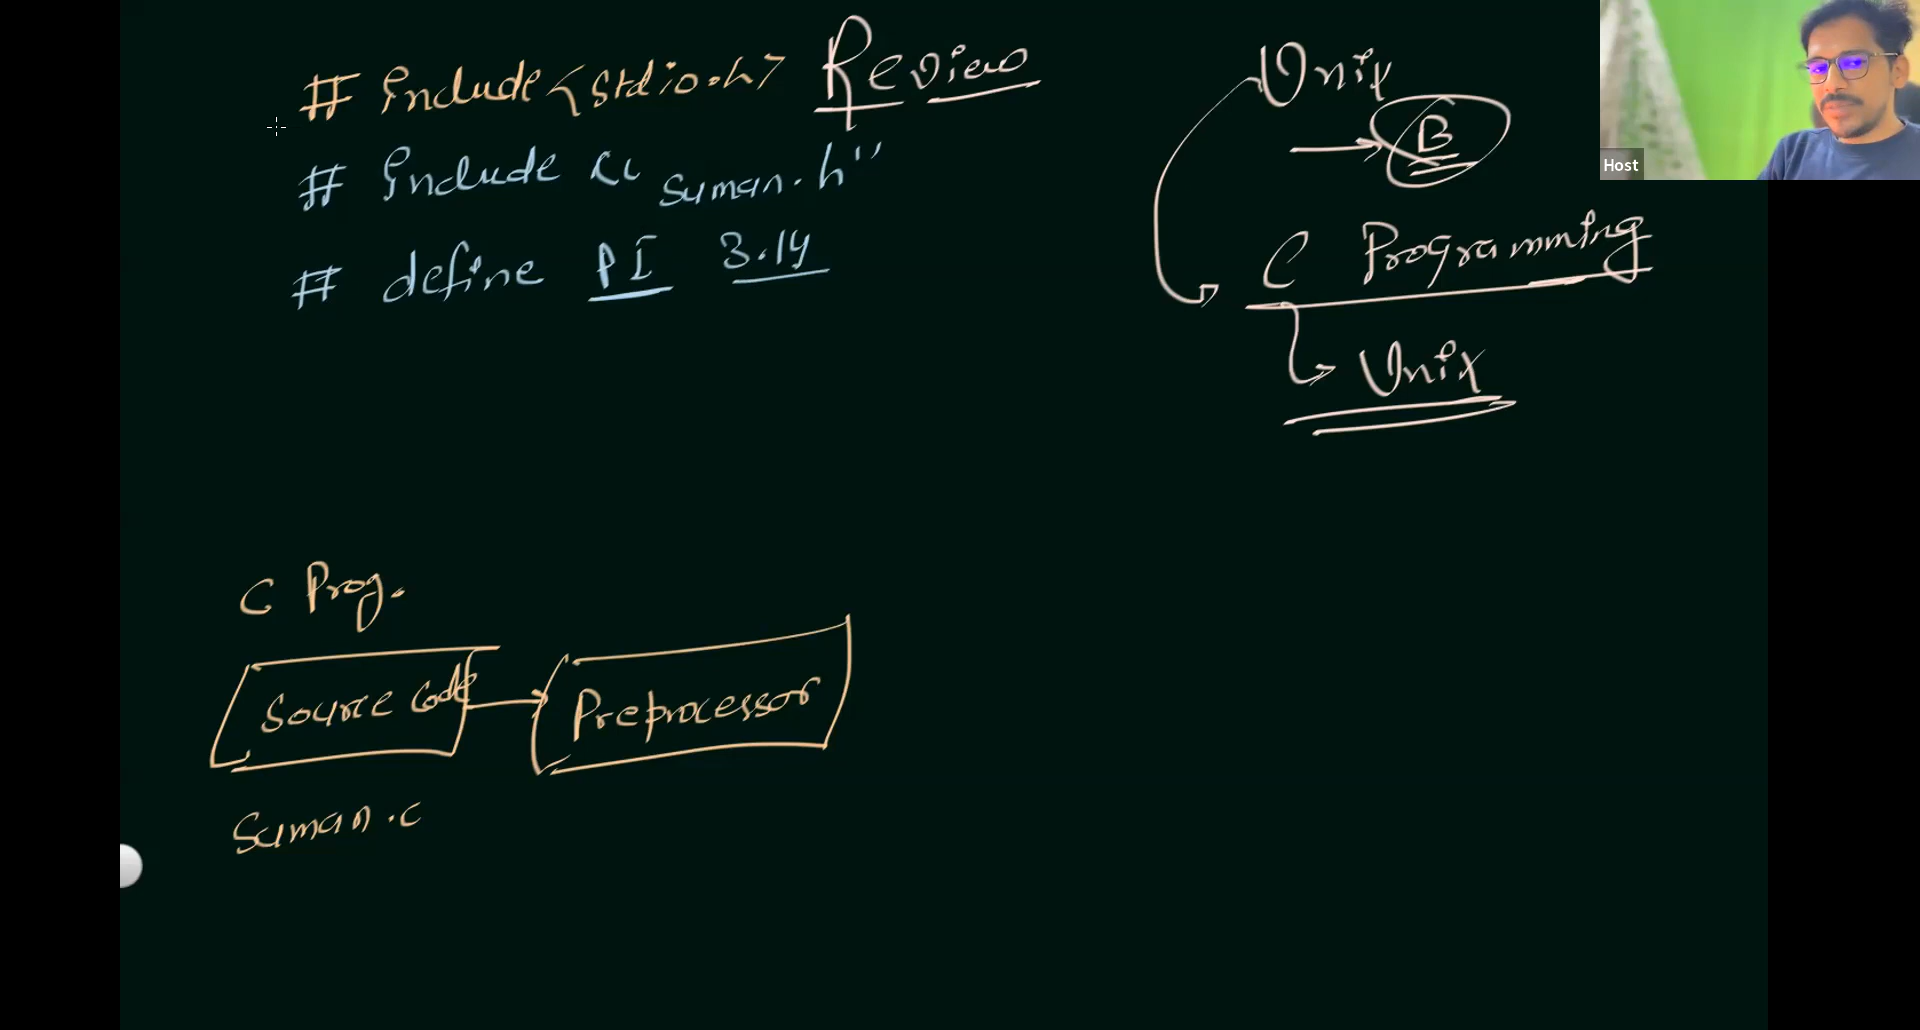 # include <stdio.h> Review
# include “ suman.h”
# define PI 3.14
Unix
B
C Programming
Unix
Host
C Prog.
Source Code
Preprocessor
Suman.c